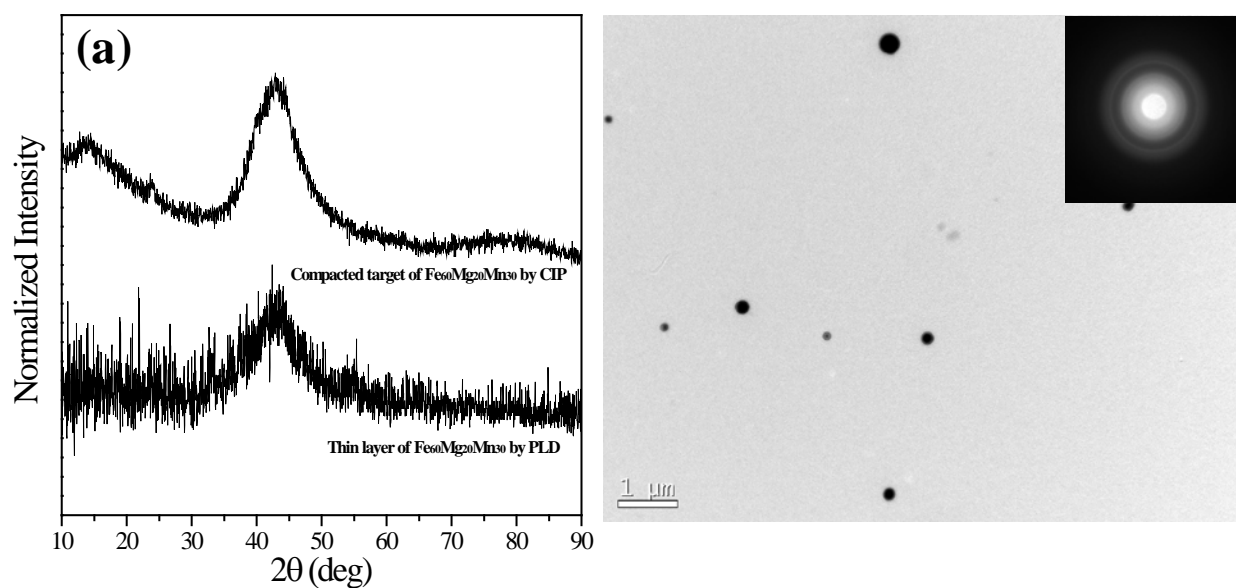 (a)
Normalized Intensity
Compacted target of Fe60Mg20Mn30 by CIP
Thin layer of Fe60Mg20Mn30 by PLD
10 20 30 40 50 60 70 80 90
2θ (deg)
1 µm